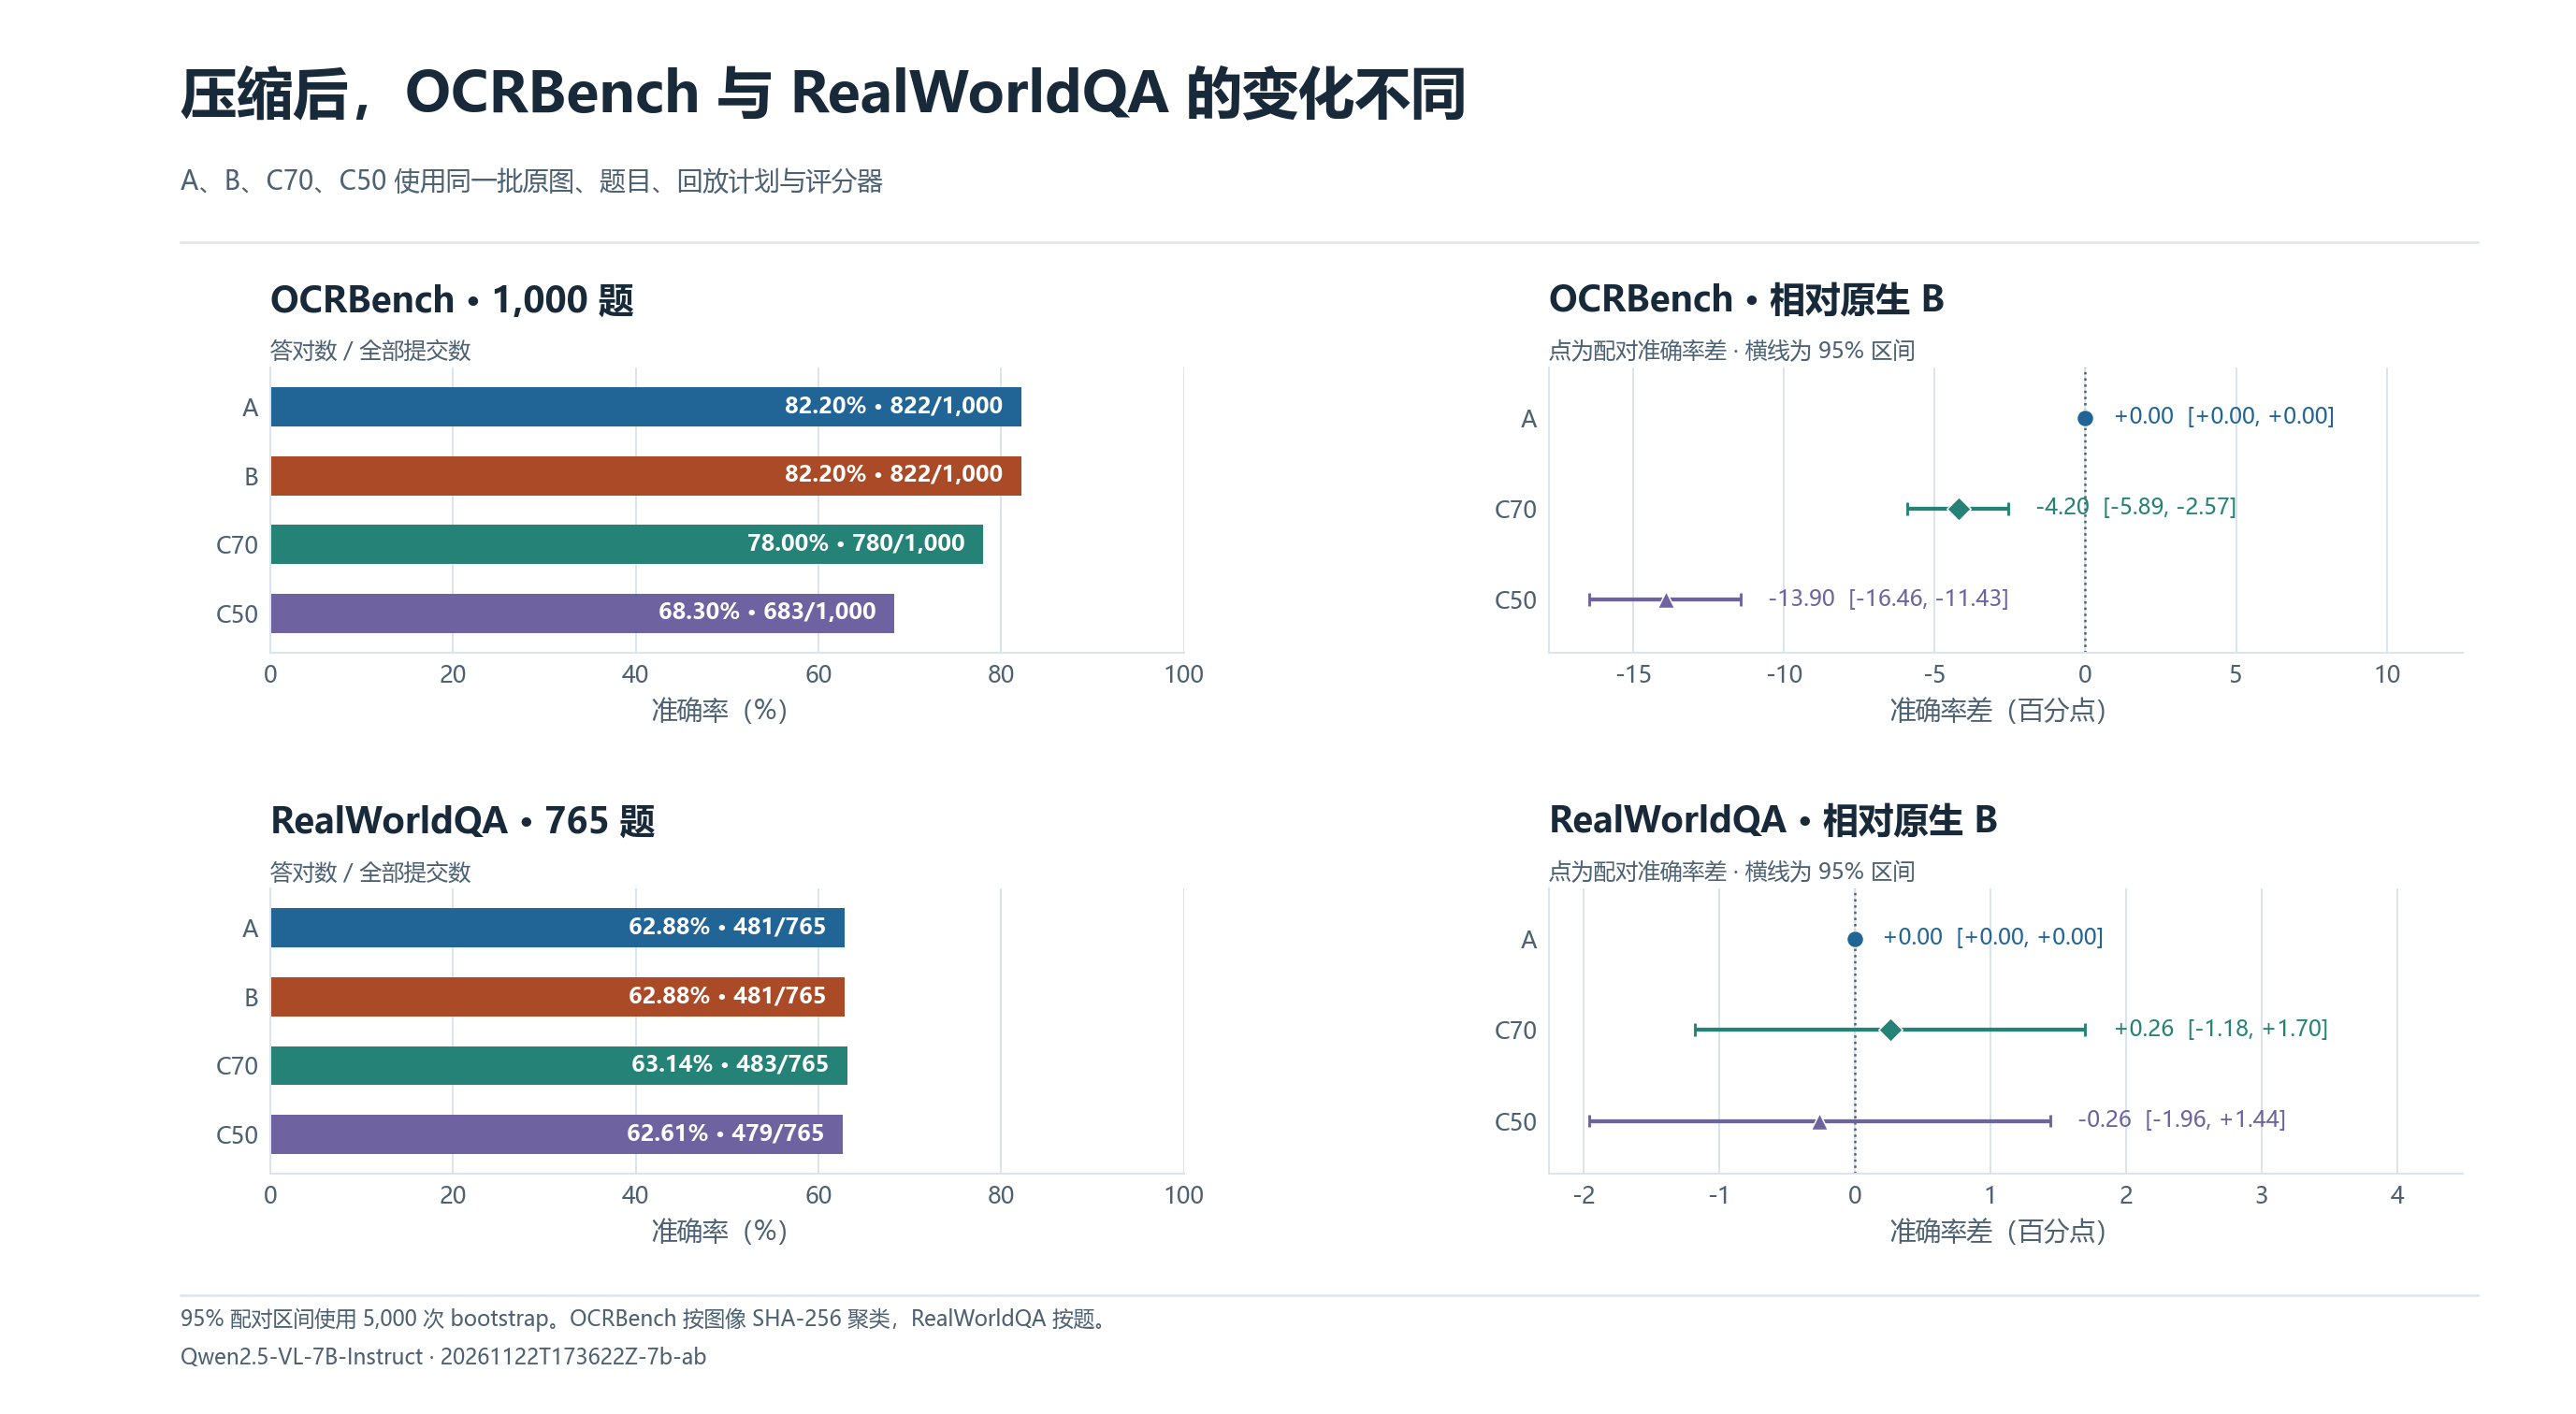 压缩后，OCRBench 与 RealWorldQA 的变化不同
A、B、C70、C50 使用同一批原图、题目、回放计划与评分器
OCRBench • 1,000 题
答对数 / 全部提交数
A
82.20% • 822/1,000
B
82.20% • 822/1,000
C70
78.00% • 780/1,000
C50
68.30% • 683/1,000
0 20 40 60 80 100
准确率（%）
OCRBench • 相对原生 B
点为配对准确率差 · 横线为 95% 区间
A
+0.00 [+0.00, +0.00]
C70
-4.20 [-5.89, -2.57]
C50
-13.90 [-16.46, -11.43]
-15 -10 -5 0 5 10
准确率差（百分点）
RealWorldQA • 765 题
答对数 / 全部提交数
A
62.88% • 481/765
B
62.88% • 481/765
C70
63.14% • 483/765
C50
62.61% • 479/765
0 20 40 60 80 100
准确率（%）
RealWorldQA • 相对原生 B
点为配对准确率差 · 横线为 95% 区间
A
+0.00 [+0.00, +0.00]
C70
+0.26 [-1.18, +1.70]
C50
-0.26 [-1.96, +1.44]
-2 -1 0 1 2 3 4
准确率差（百分点）
95% 配对区间使用 5,000 次 bootstrap。OCRBench 按图像 SHA-256 聚类，RealWorldQA 按题。
Qwen2.5-VL-7B-Instruct · 20261122T173622Z-7b-ab